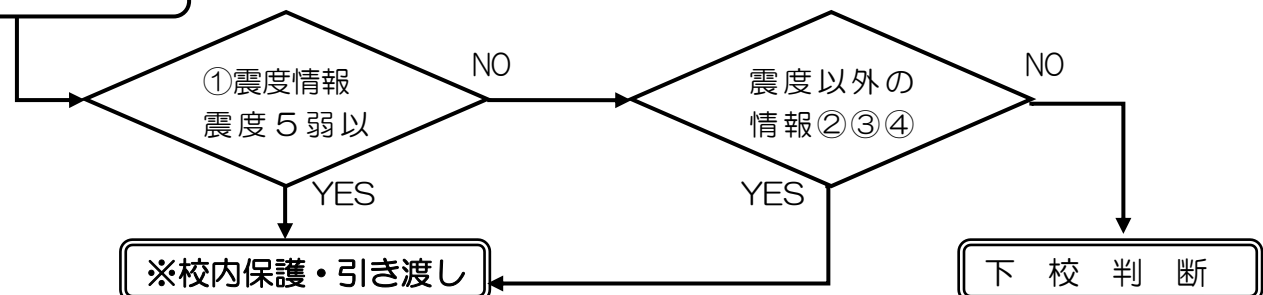 ①震度情報
震度５弱以
NO
震度以外の
情報②③④
NO
YES
YES
※校内保護・引き渡し
下校判断